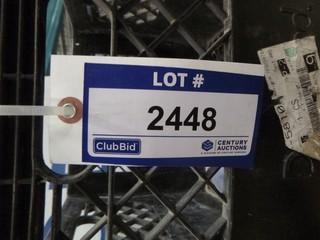 LOT #
2448
ClubBid
CENTURY
AUCTIONS